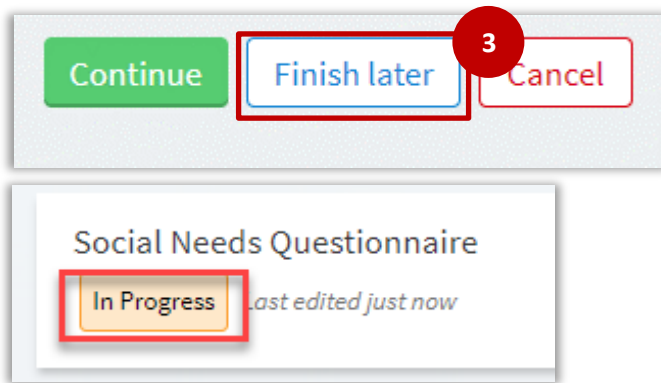 3
Continue Finish later Cancel
Social Needs Questionnaire
In Progress Last edited just now